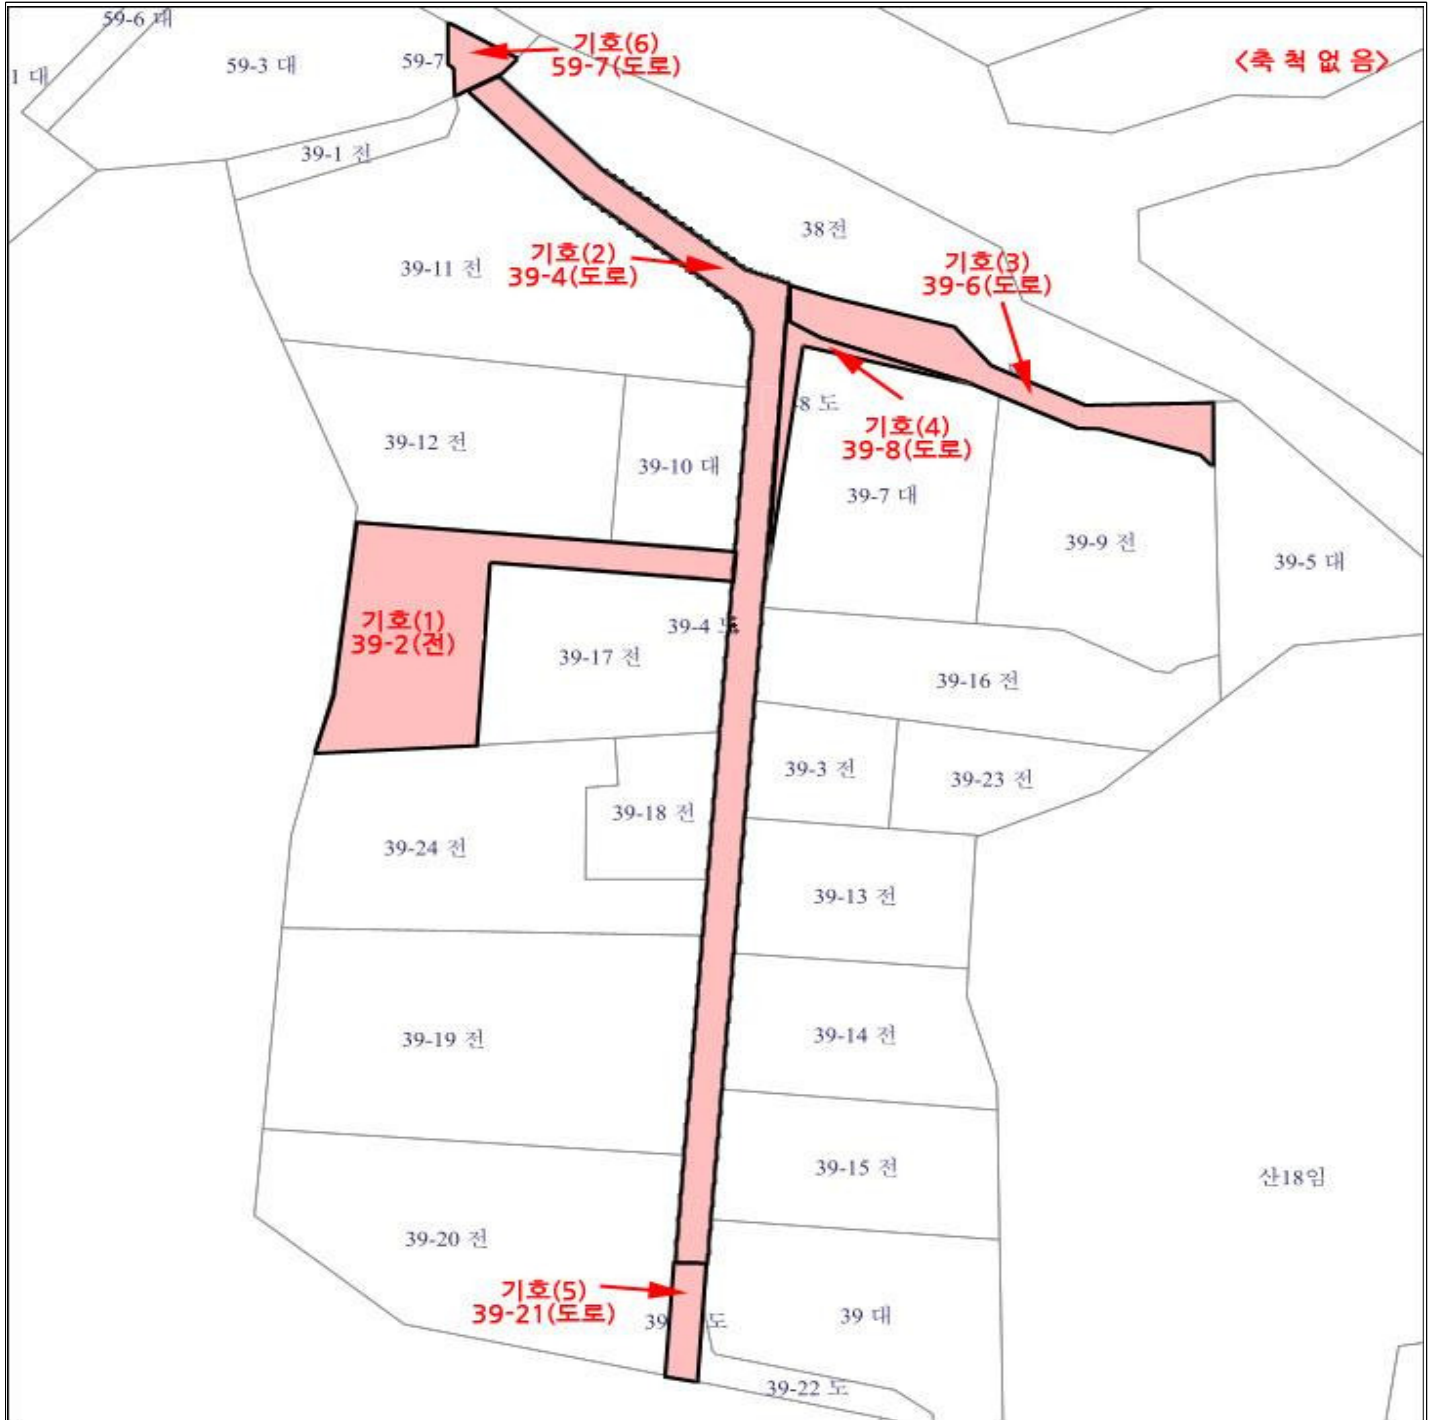 59-6 대
기호(6)
59-7(도로)
<축 척 없 음>
59-3 대
59-7
1 대
39-1 전
38전
기호(2)
39-4(도로)
39-11 전
기호(3)
39-6(도로)
8 도
기호(4)
39-8(도로)
39-12 전
39-10 대
39-7 대
39-9 전
39-5 대
기호(1)
39-2(전)
39-4 도
39-17 전
39-16 전
39-3 전
39-23 전
39-18 전
39-24 전
39-13 전
39-19 전
39-14 전
39-15 전
산18임
39-20 전
기호(5)
39-21(도로)
39
도
39 대
39-22 도